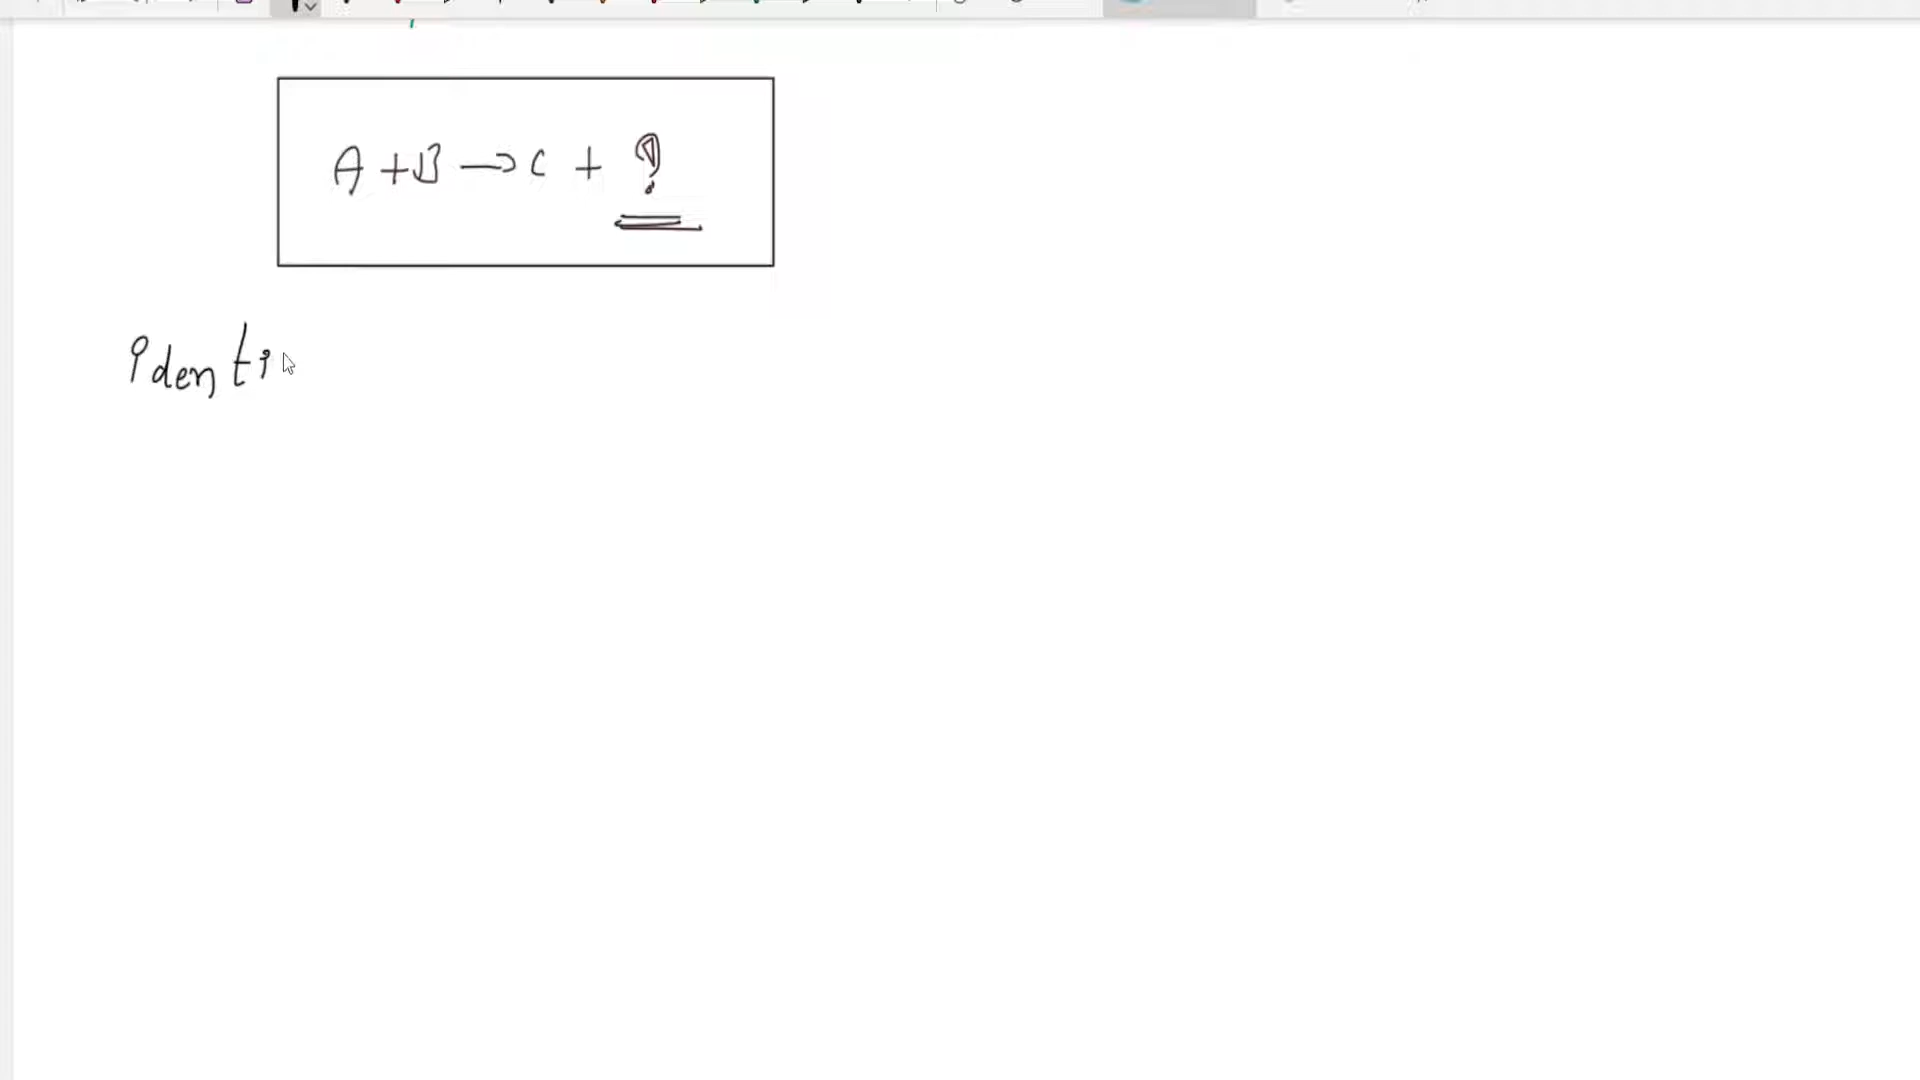 A + B → C + ?
identi